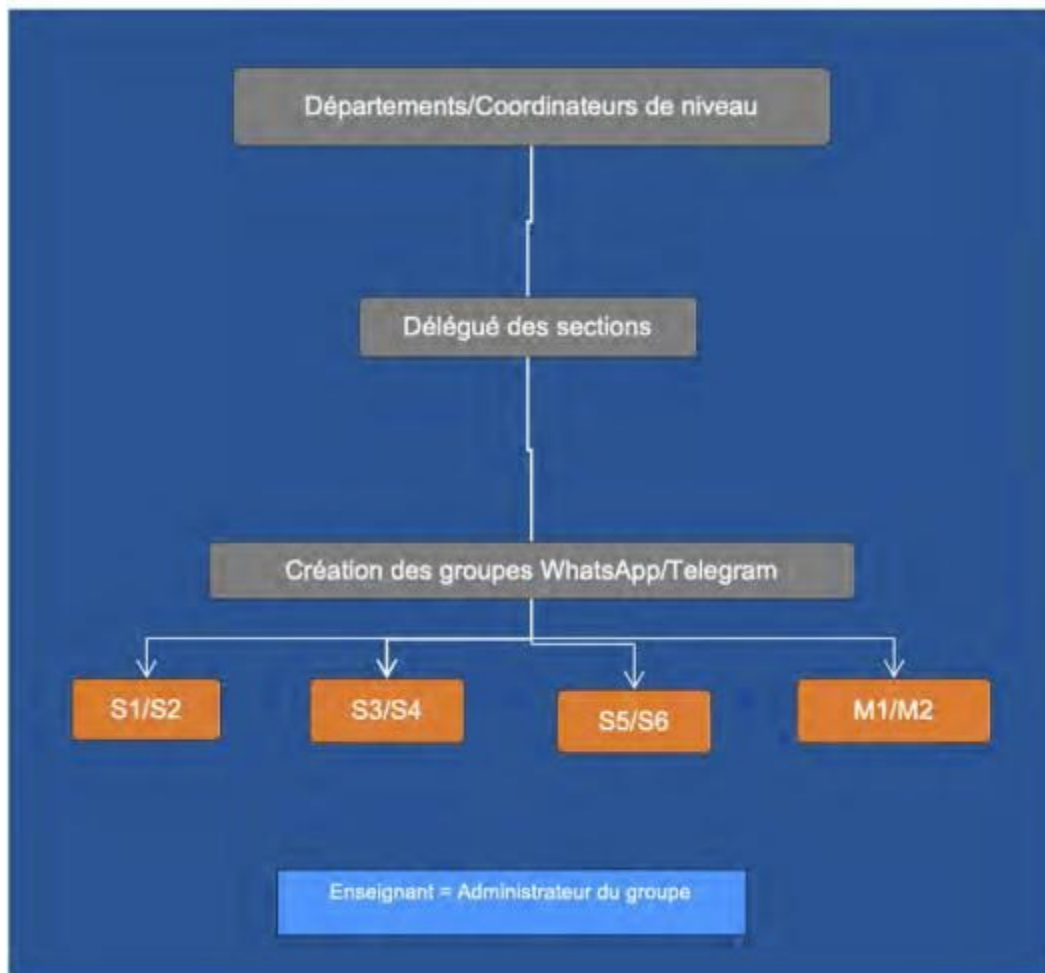 Départements/Coordinateurs de niveau
Délégué des sections
Création des groupes WhatsApp/Telegram
S1/S2
S3/S4
S5/S6
M1/M2
Enseignant = Administrateur du groupe